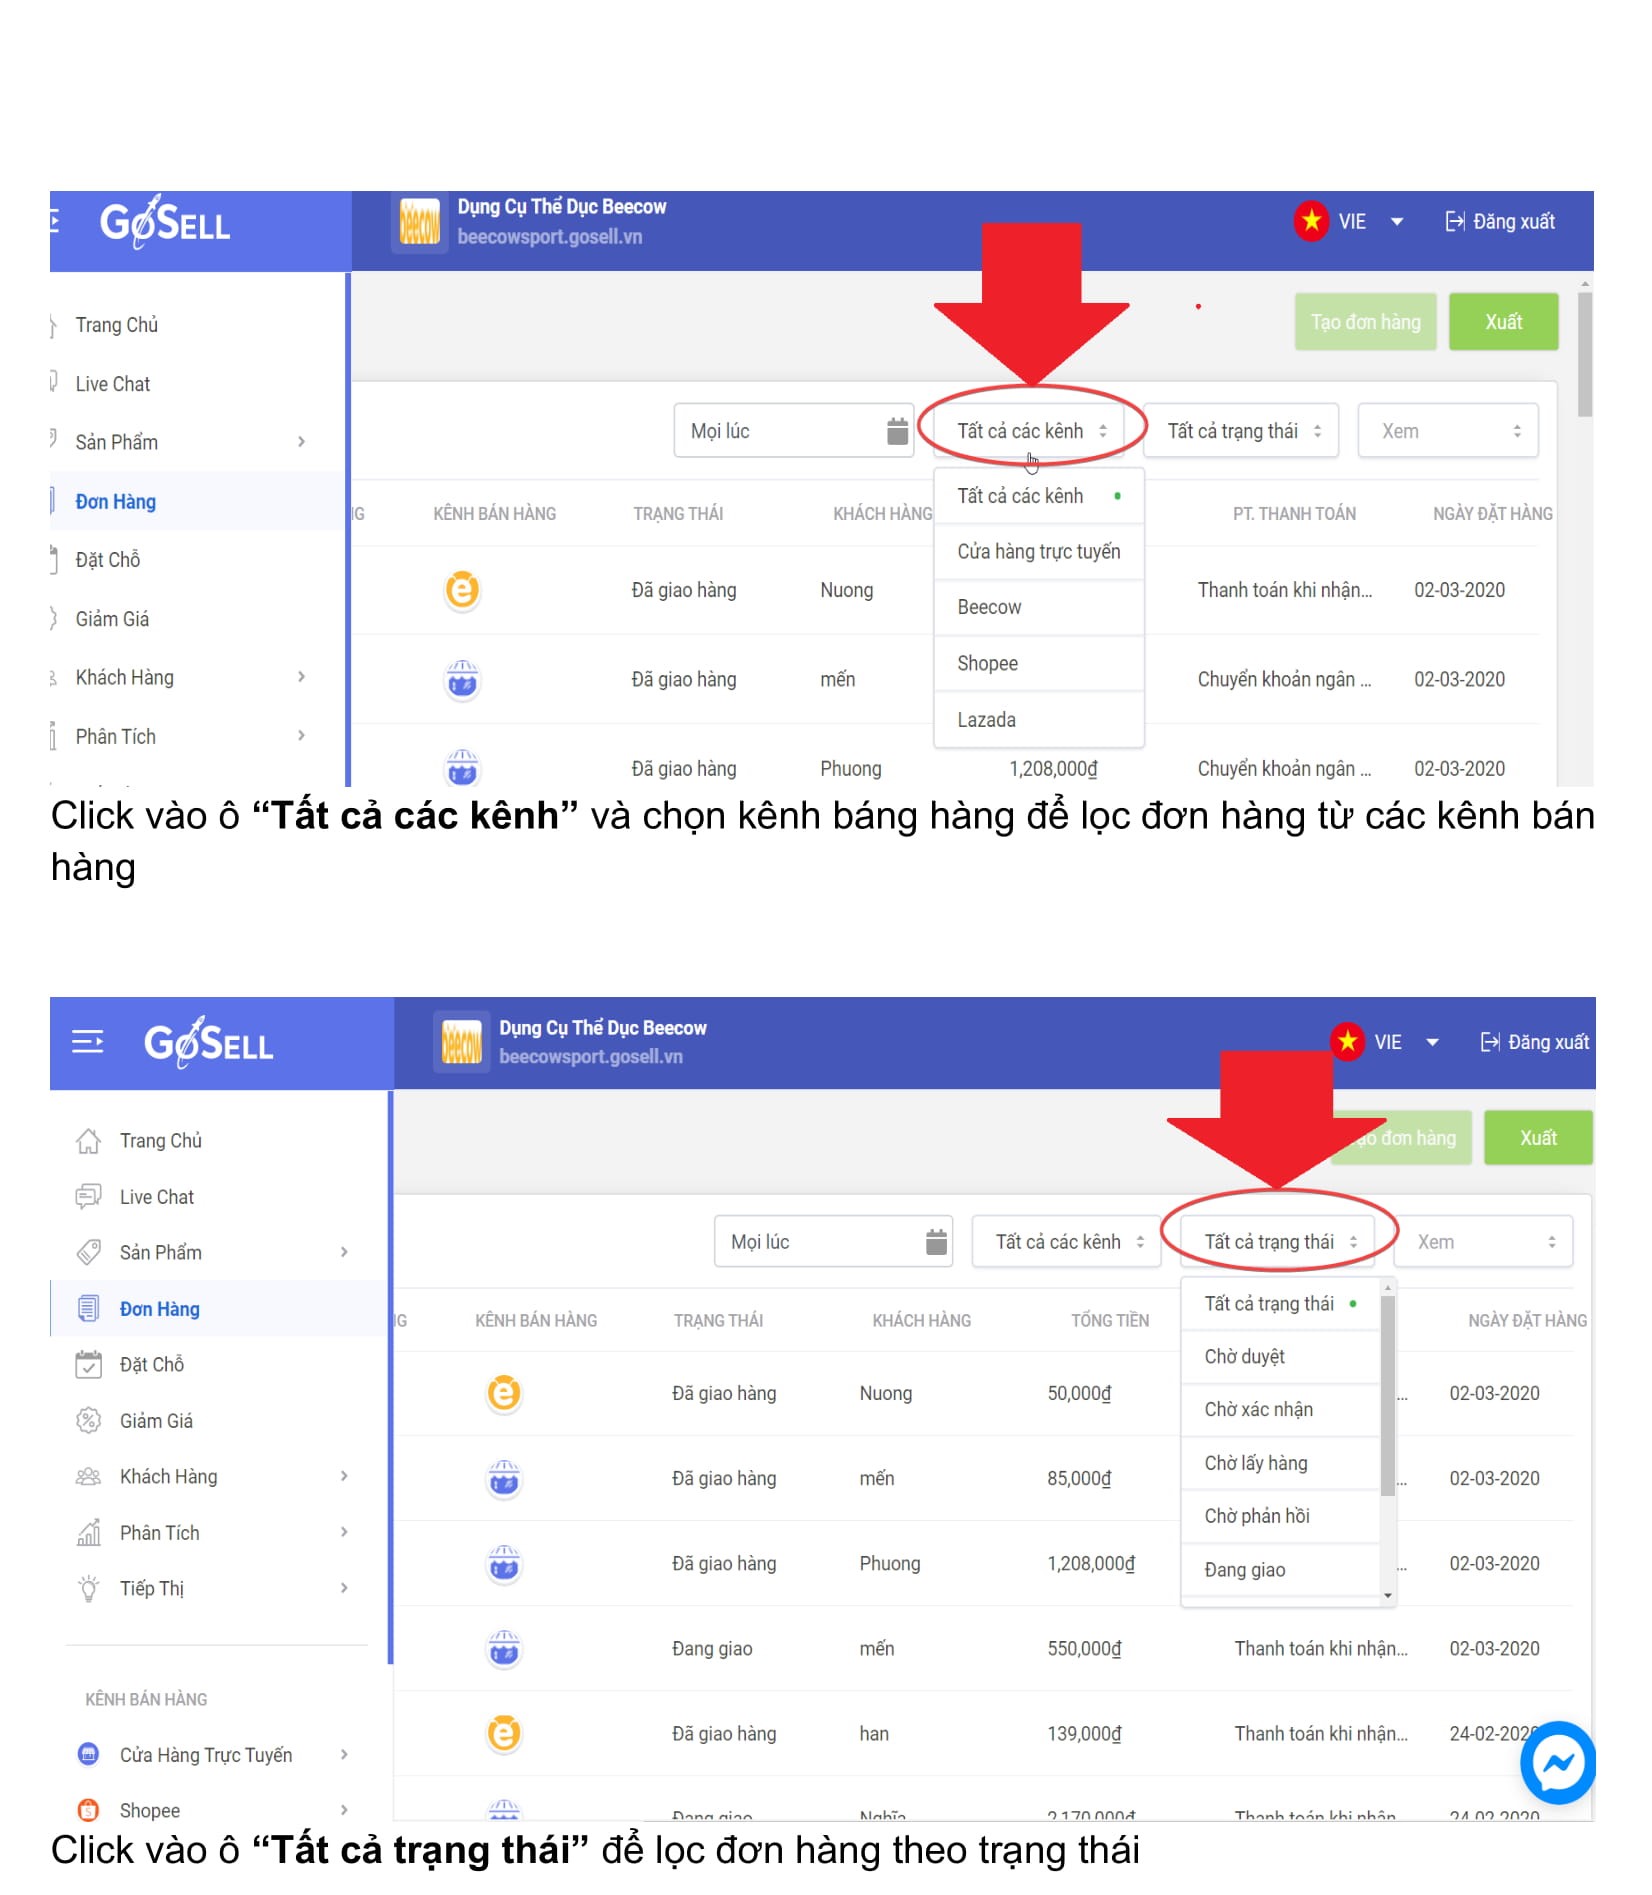 GoSELL
beecow
Dụng Cụ Thể Dục Beecow
beecowsport.gosell.vn
VIE
Đăng xuất
Trang Chủ
Live Chat
Sản Phẩm
Đơn Hàng
Đặt Chỗ
Giảm Giá
Khách Hàng
Phân Tích
Tạo đơn hàng
Xuất
Mọi lúc
Tất cả các kênh
Tất cả trạng thái
Xem
Tất cả các kênh
Cửa hàng trực tuyến
Beecow
Shopee
Lazada
NG KÊNH BÁN HÀNG TRẠNG THÁI KHÁCH HÀNG PT. THANH TOÁN NGÀY ĐẶT HÀNG
Đã giao hàng Nuong Thanh toán khi nhận... 02-03-2020
Đã giao hàng mến Chuyển khoản ngân ... 02-03-2020
Đã giao hàng Phuong 1,208,000₫ Chuyển khoản ngân ... 02-03-2020
Click vào ô “Tất cả các kênh” và chọn kênh báng hàng để lọc đơn hàng từ các kênh bán
hàng
GoSELL
beecow
Dụng Cụ Thể Dục Beecow
beecowsport.gosell.vn
VIE
Đăng xuất
Trang Chủ
Live Chat
Sản Phẩm
Đơn Hàng
Đặt Chỗ
Giảm Giá
Khách Hàng
Phân Tích
Tiếp Thị
KÊNH BÁN HÀNG
Cửa Hàng Trực Tuyến
Shopee
ạo đơn hàng
Xuất
Mọi lúc
Tất cả các kênh
Tất cả trạng thái
Xem
Tất cả trạng thái
Chờ duyệt
Chờ xác nhận
Chờ lấy hàng
Chờ phản hồi
Đang giao
NG KÊNH BÁN HÀNG TRẠNG THÁI KHÁCH HÀNG TỔNG TIỀN NGÀY ĐẶT HÀNG
Đã giao hàng Nuong 50,000₫ ... 02-03-2020
Đã giao hàng mến 85,000₫ ... 02-03-2020
Đã giao hàng Phuong 1,208,000₫ ... 02-03-2020
Đang giao mến 550,000₫ Thanh toán khi nhận... 02-03-2020
Đã giao hàng han 139,000₫ Thanh toán khi nhận... 24-02-2020
Đang giao Nghĩa 2,170,000₫ Thanh toán khi nhận 24-02-2020
Click vào ô “Tất cả trạng thái” để lọc đơn hàng theo trạng thái